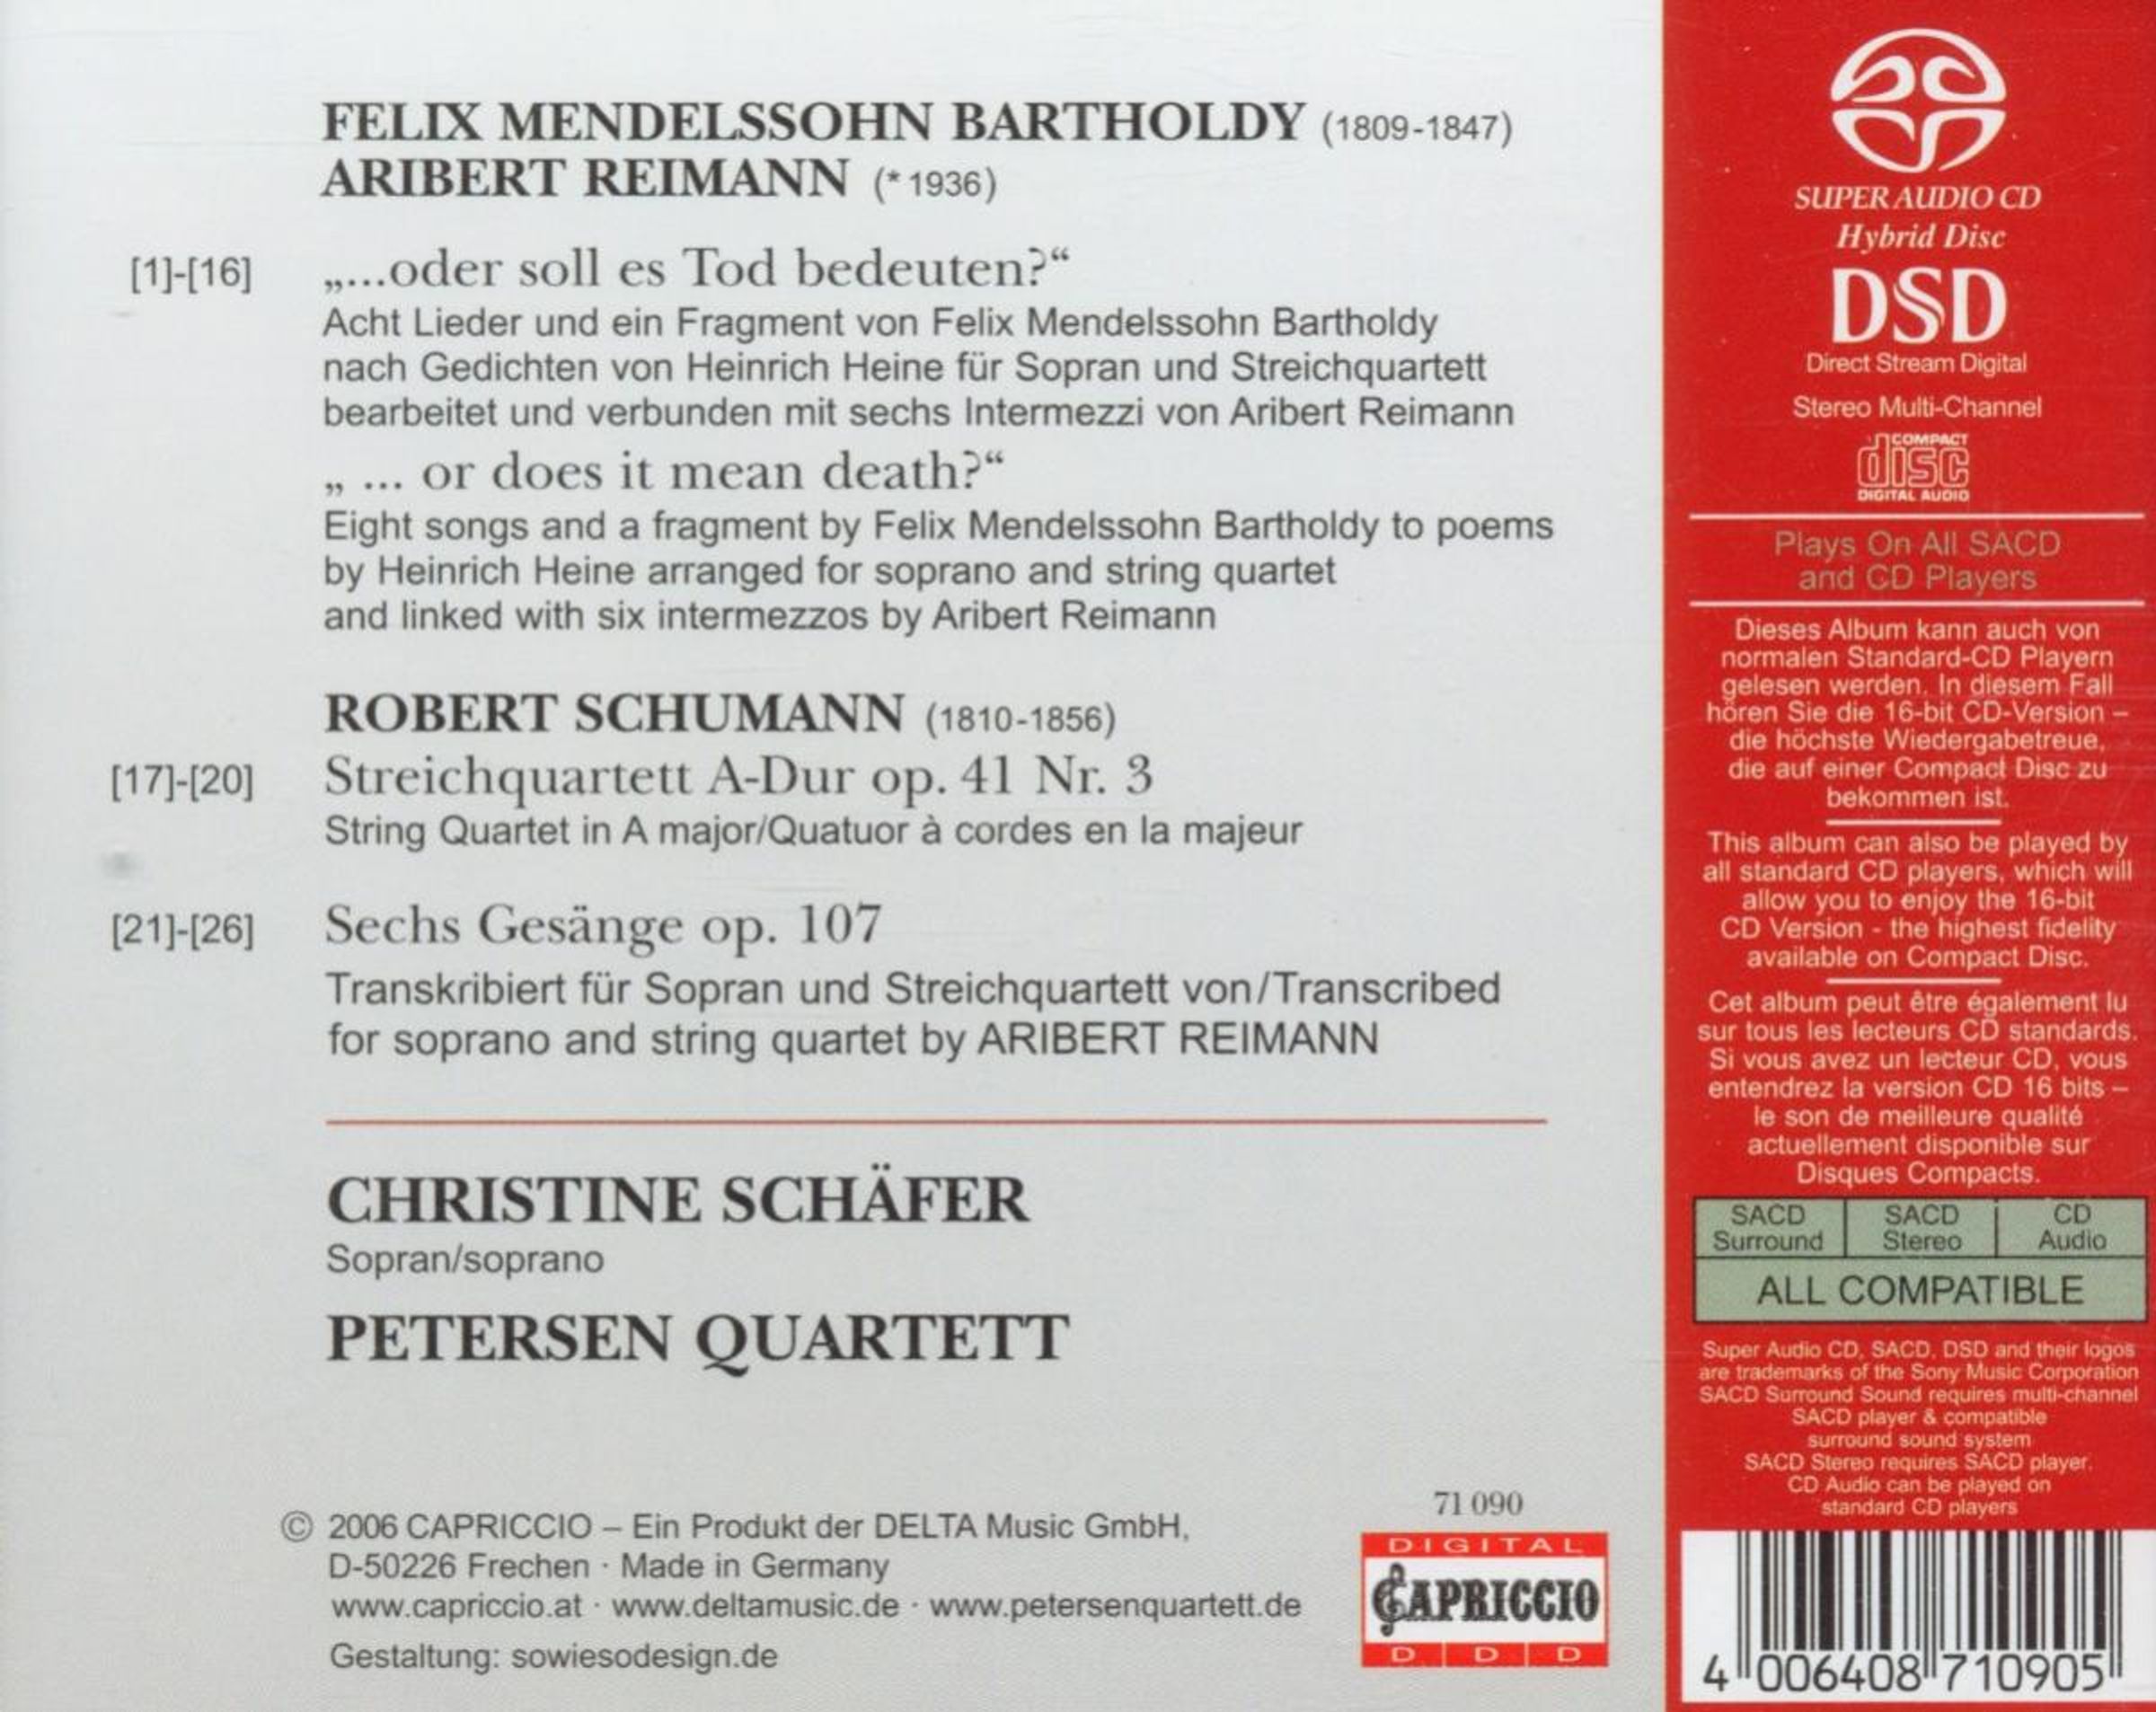 FELIX MENDELSSOHN BARTHOLDY (1809-1847)
ARIBERT REIMANN (* 1936)
[1]-[16] „...oder soll es Tod bedeuten?“
Acht Lieder und ein Fragment von Felix Mendelssohn Bartholdy
nach Gedichten von Heinrich Heine für Sopran und Streichquartett
bearbeitet und verbunden mit sechs Intermezzi von Aribert Reimann
„ ... or does it mean death?“
Eight songs and a fragment by Felix Mendelssohn Bartholdy to poems
by Heinrich Heine arranged for soprano and string quartet
and linked with six intermezzos by Aribert Reimann
ROBERT SCHUMANN (1810-1856)
[17]-[20] Streichquartett A-Dur op. 41 Nr. 3
String Quartet in A major/Quatuor à cordes en la majeur
[21]-[26] Sechs Gesänge op. 107
Transkribiert für Sopran und Streichquartett von/Transcribed
for soprano and string quartet by ARIBERT REIMANN
CHRISTINE SCHÄFER
Sopran/soprano
PETERSEN QUARTETT
© 2006 CAPRICCIO – Ein Produkt der DELTA Music GmbH,
D-50226 Frechen · Made in Germany
www.capriccio.at · www.deltamusic.de · www.petersenquartett.de
Gestaltung: sowiesodesign.de
71 090
DIGITAL
CAPRICCIO
D D D
SUPER AUDIO CD
Hybrid Disc
DSD
Direct Stream Digital
Stereo Multi-Channel
COMPACT
disc
DIGITAL AUDIO
Plays On All SACD
and CD Players
Dieses Album kann auch von
normalen Standard-CD Playern
gelesen werden. In diesem Fall
hören Sie die 16-bit CD-Version –
die höchste Wiedergabetreue,
die auf einer Compact Disc zu
bekommen ist.
This album can also be played by
all standard CD players, which will
allow you to enjoy the 16-bit
CD Version - the highest fidelity
available on Compact Disc.
Cet album peut être également lu
sur tous les lecteurs CD standards.
Si vous avez un lecteur CD, vous
entendrez la version CD 16 bits –
le son de meilleure qualité
actuellement disponible sur
Disques Compacts.
SACD Surround SACD Stereo CD Audio
ALL COMPATIBLE
Super Audio CD, SACD, DSD and their logos
are trademarks of the Sony Music Corporation
SACD Surround Sound requires multi-channel
SACD player & compatible
surround sound system
SACD Stereo requires SACD player.
CD Audio can be played on
standard CD players
4 006408 710905